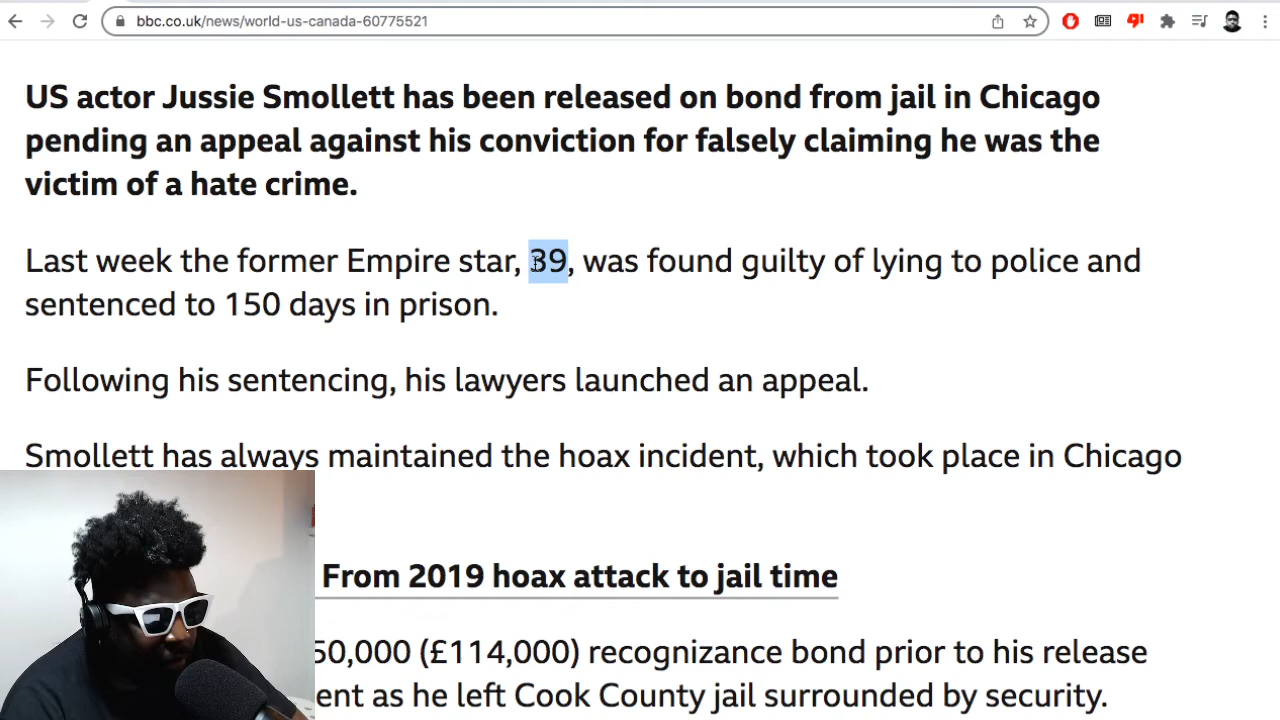 bbc.co.uk/news/world-us-canada-60775521
US actor Jussie Smollett has been released on bond from jail in Chicago
pending an appeal against his conviction for falsely claiming he was the
victim of a hate crime.
Last week the former Empire star, 39, was found guilty of lying to police and
sentenced to 150 days in prison.
Following his sentencing, his lawyers launched an appeal.
Smollett has always maintained the hoax incident, which took place in Chicago
From 2019 hoax attack to jail time
50,000 (£114,000) recognizance bond prior to his release
ent as he left Cook County jail surrounded by security.